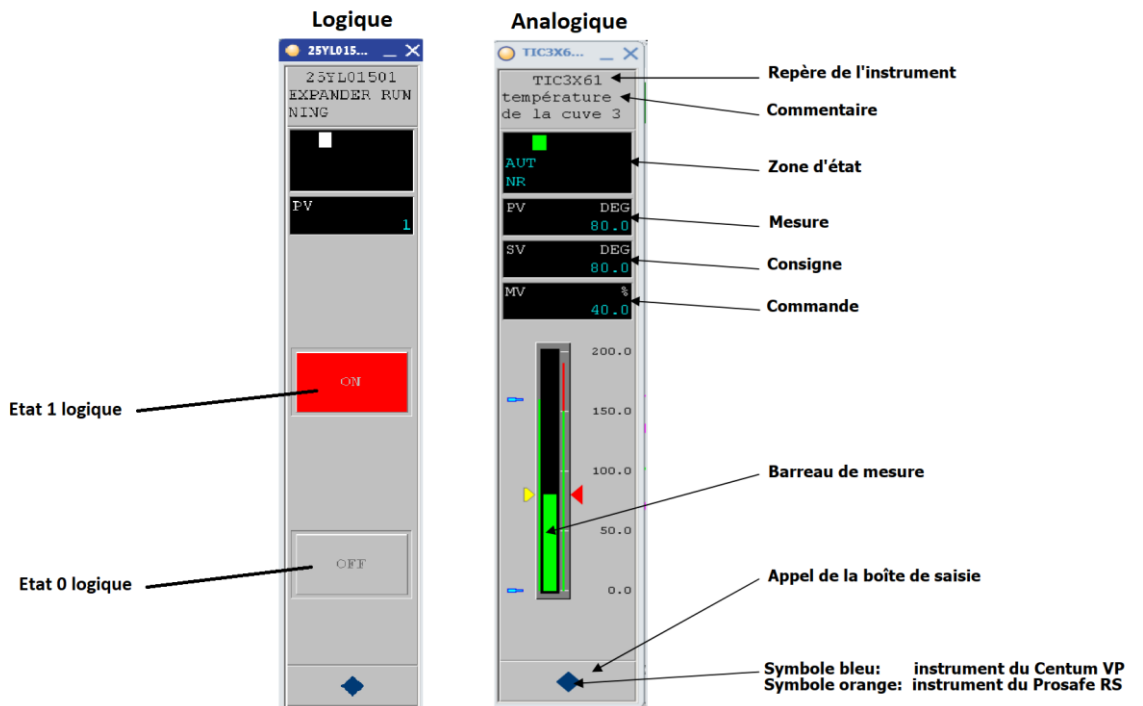 Logique
Analogique
25YL015...
25YL01501
EXPANDER RUN
NING
PV
1
ON
OFF
Etat 1 logique
Etat 0 logique
TIC3X6...
TIC3X61
température
de la cuve 3
AUT
NR
PV DEG
80.0
SV DEG
80.0
MV %
40.0
200.0
150.0
100.0
50.0
0.0
Repère de l'instrument
Commentaire
Zone d'état
Mesure
Consigne
Commande
Barreau de mesure
Appel de la boîte de saisie
Symbole bleu: instrument du Centum VP
Symbole orange: instrument du Prosafe RS